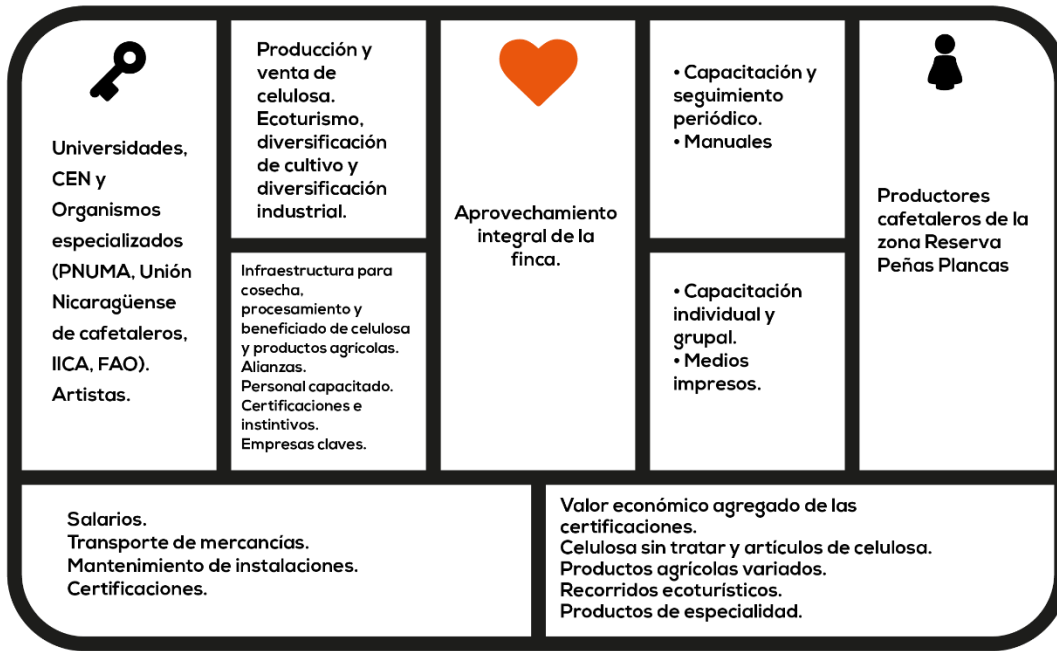 Universidades,
CEN y
Organismos
especializados
(PNUMA, Unión
Nicaragüense
de cafetaleros,
IICA, FAO).
Artistas.
Producción y
venta de
celulosa.
Ecoturismo,
diversificación
de cultivo y
diversificación
industrial.
Infraestructura para
cosecha,
procesamiento y
beneficiado de celulosa
y productos agrícolas.
Alianzas.
Personal capacitado.
Certificaciones e
instintivos.
Empresas claves.
Aprovechamiento
integral de la
finca.
• Capacitación y
seguimiento
periódico.
• Manuales
• Capacitación
individual y
grupal.
• Medios
impresos.
Productores
cafetaleros de la
zona Reserva
Peñas Plancas
Salarios.
Transporte de mercancías.
Mantenimiento de instalaciones.
Certificaciones.
Valor económico agregado de las
certificaciones.
Celulosa sin tratar y artículos de celulosa.
Productos agrícolas variados.
Recorridos ecoturísticos.
Productos de especialidad.